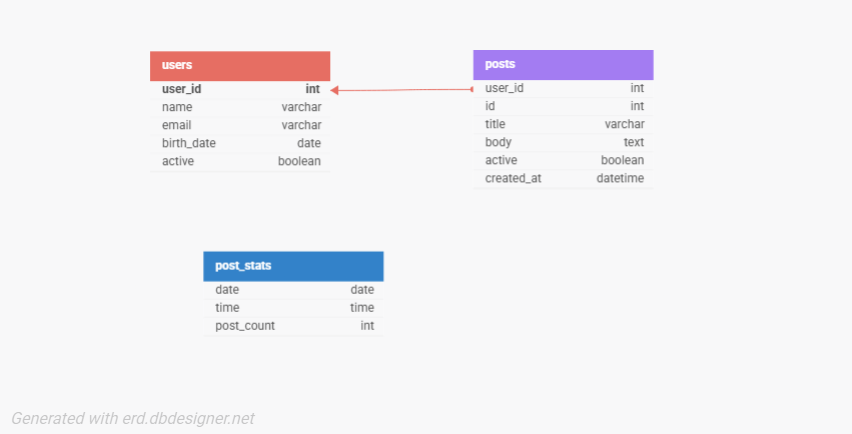 users
user_id int
name varchar
email varchar
birth_date date
active boolean
posts
user_id int
id int
title varchar
body text
active boolean
created_at datetime
post_stats
date date
time time
post_count int
Generated with erd.dbdesigner.net